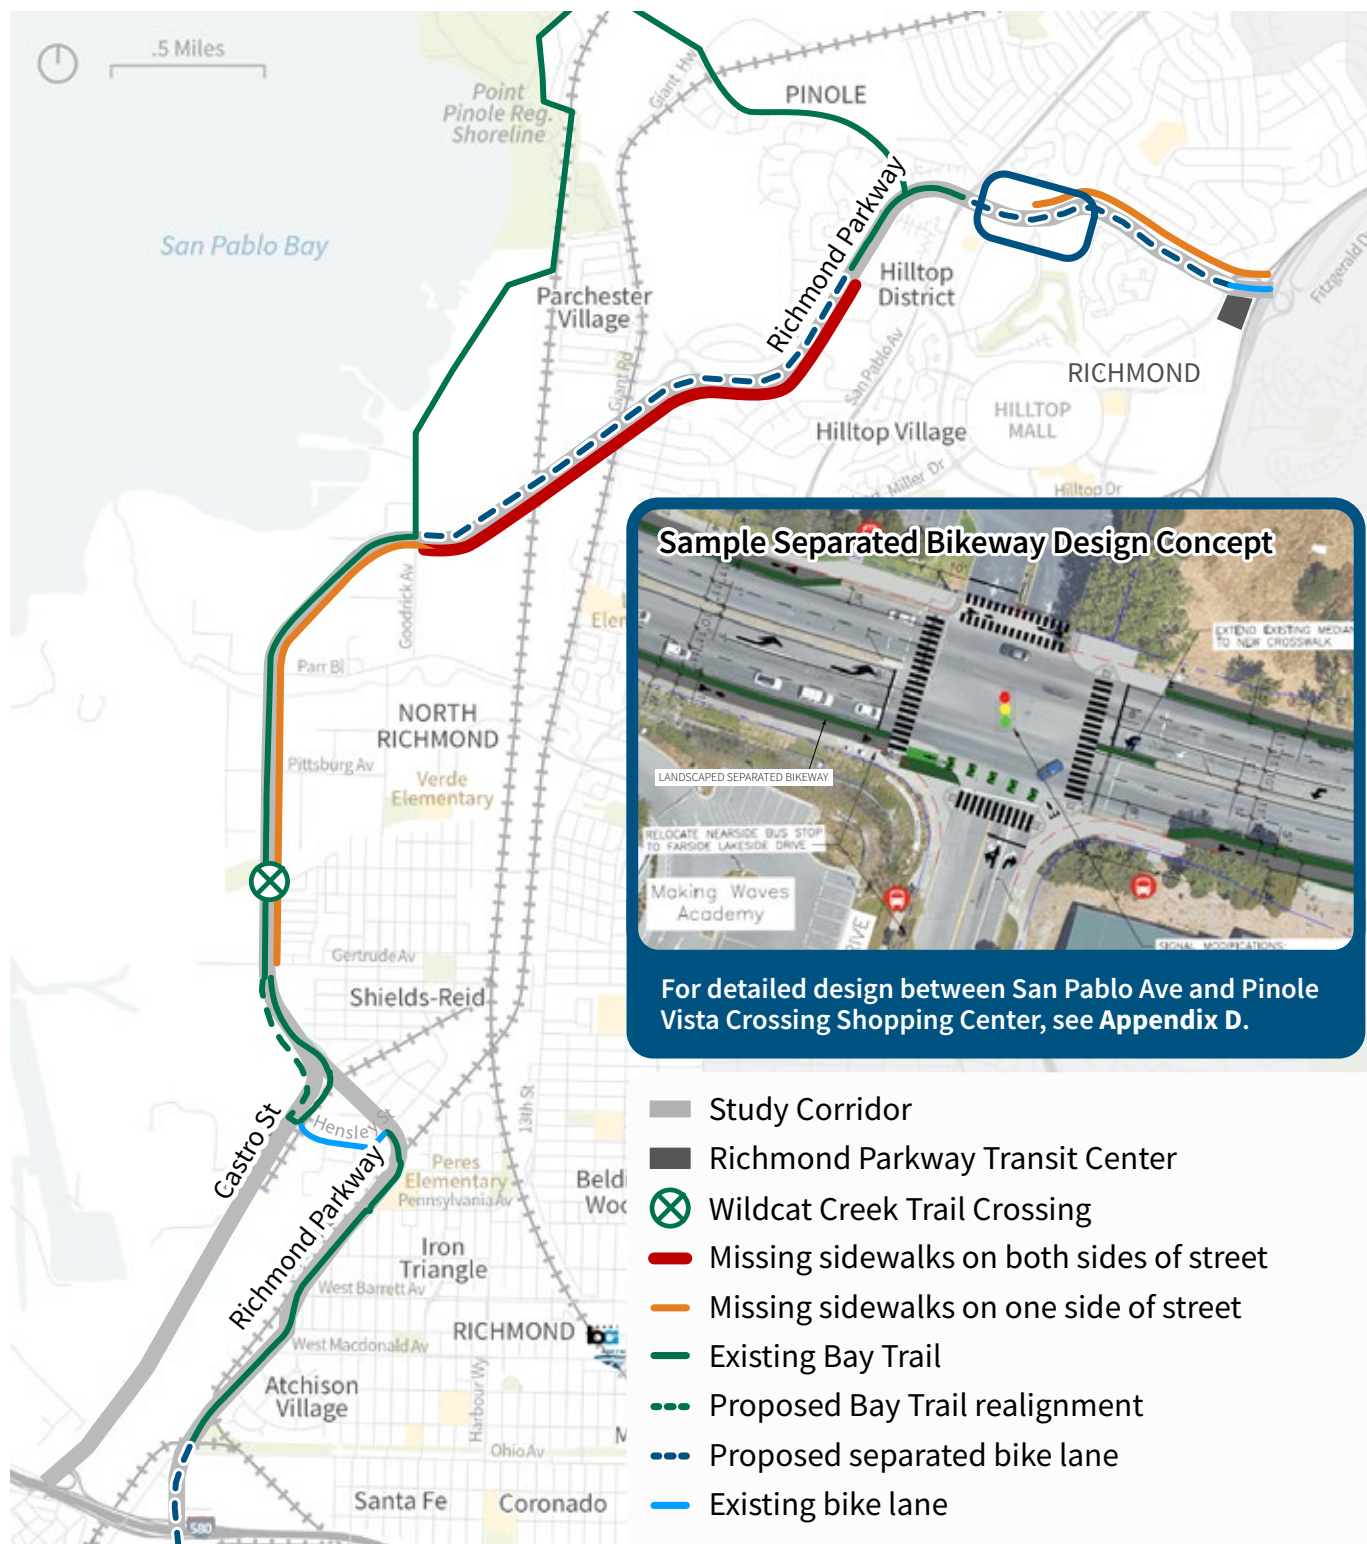 .5 Miles
Point
Pinole Reg.
Shoreline
Giant Hw
PINOLE
San Pablo Bay
Richmond Parkway
Hilltop
District
Fitzgerald D
Parchester
Village
Giant Rd
San Pablo Av
RICHMOND
HILLTOP
MALL
Hilltop Village
Miller Dr
Hilltop Dr
Goodrick Av
Parr Bl
Elem
NORTH
RICHMOND
Pittsburg Av
Verde
Elementary
Gertrude Av
Shields-Reid
Castro St
Hensley St
13th St
Richmond Parkway
Peres
Elementary
Pennsylvania Av
Beldi
Woo
Iron
Triangle
West Barrett Av
RICHMOND
West Macdonald Av
Atchison
Village
Harbour Wy
M
Ohio Av
Santa Fe
Coronado
580
Sample Separated Bikeway Design Concept
EXTEND EXISTING MEDIAN
TO NEW CROSSWALK
LANDSCAPED SEPARATED BIKEWAY
RELOCATE NEARSIDE BUS STOP
TO FARSIDE LAKESIDE DRIVE
Making Waves
Academy
RIVE
SIGNAL MODIFICATIONS:
For detailed design between San Pablo Ave and Pinole
Vista Crossing Shopping Center, see Appendix D.
Study Corridor
Richmond Parkway Transit Center
Wildcat Creek Trail Crossing
Missing sidewalks on both sides of street
Missing sidewalks on one side of street
Existing Bay Trail
Proposed Bay Trail realignment
Proposed separated bike lane
Existing bike lane